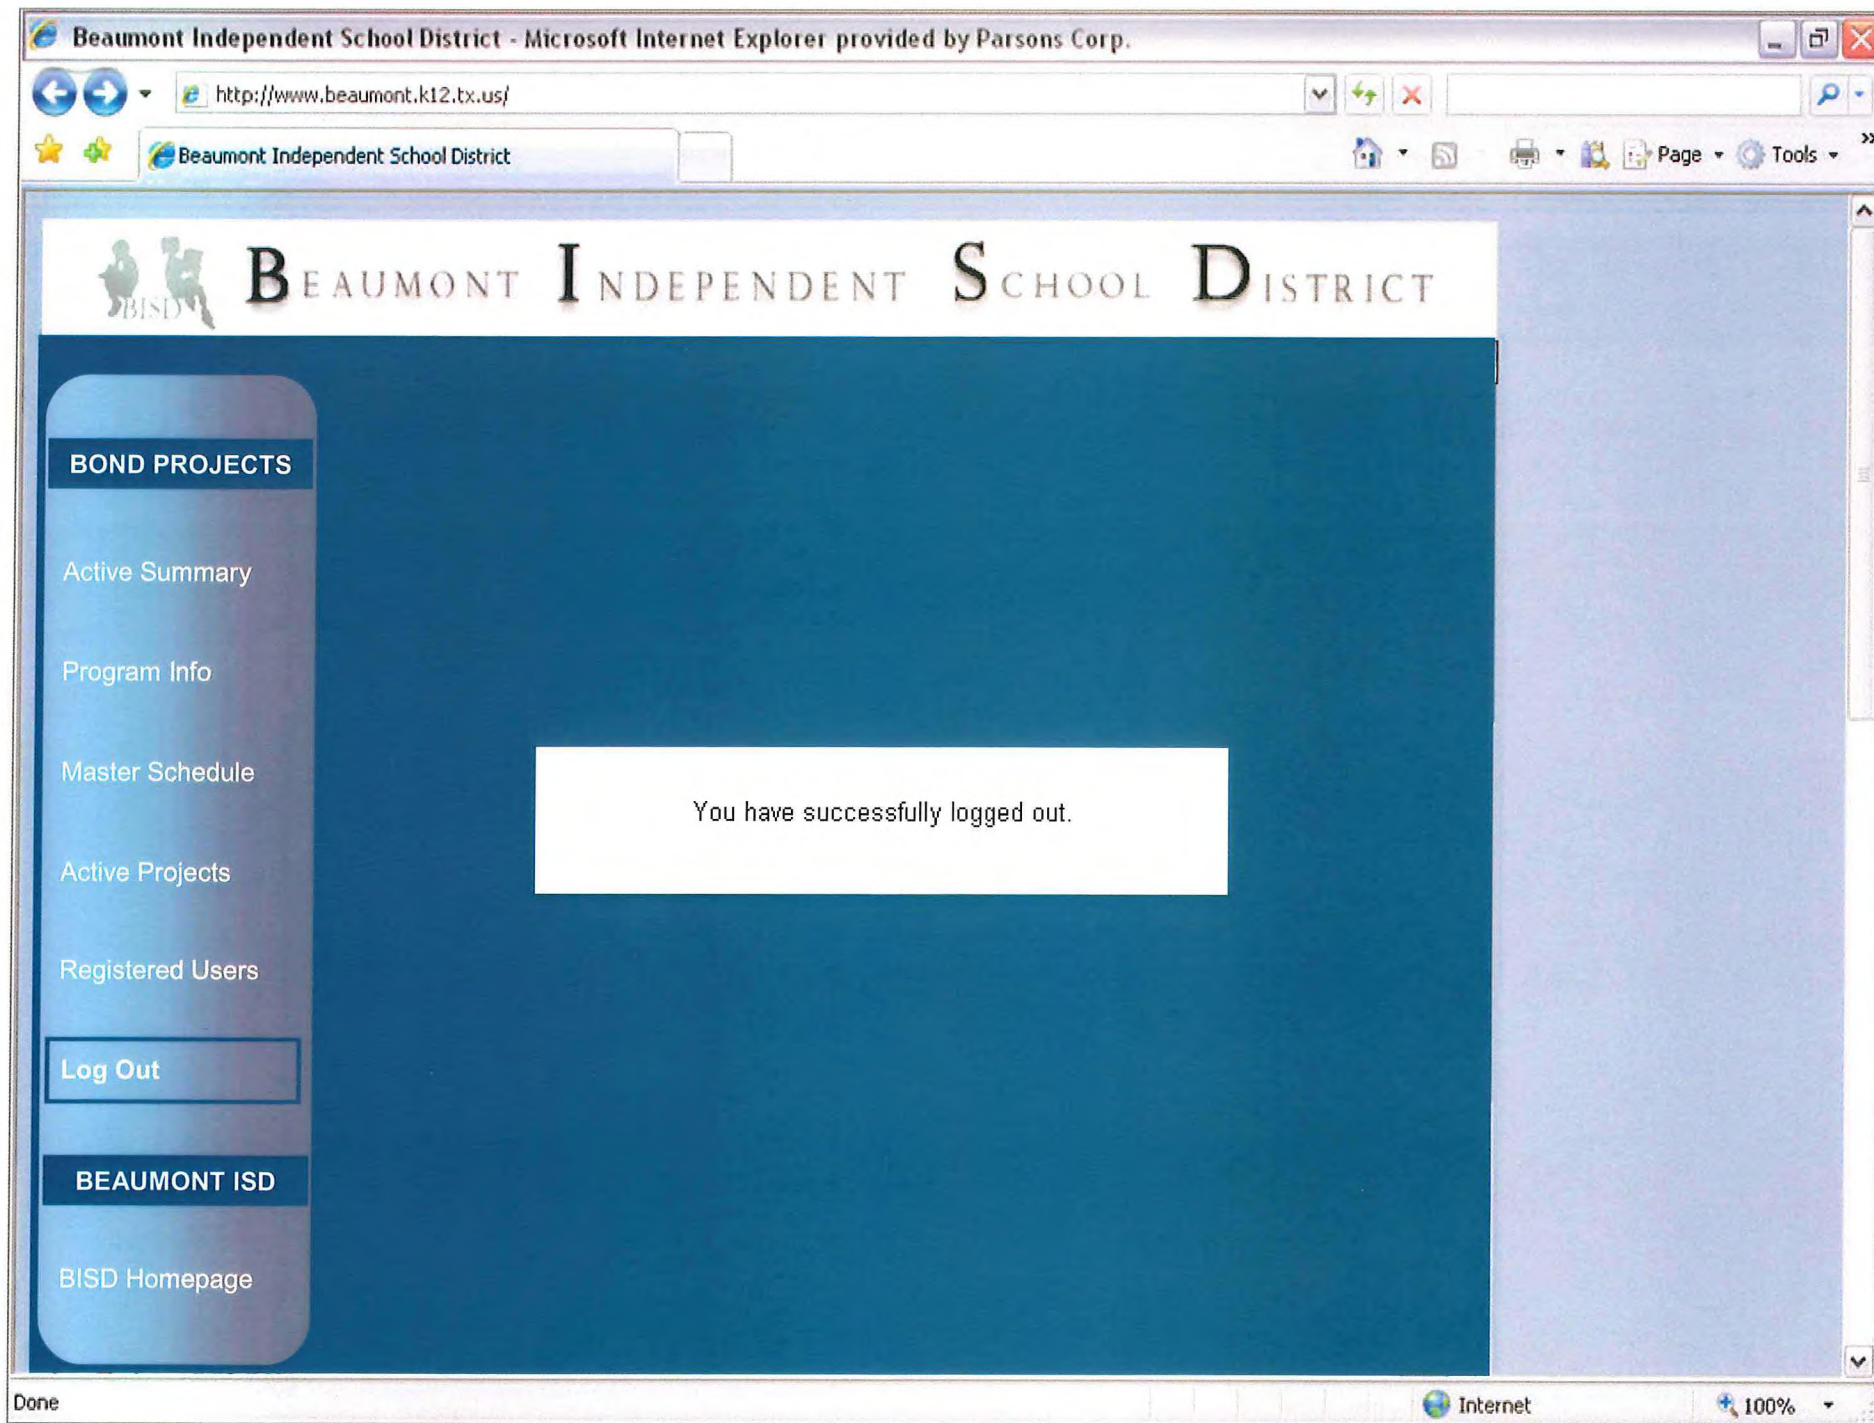 Beaumont Independent School District - Microsoft Internet Explorer provided by Parsons Corp.
http://www.beaumont.k12.tx.us/
Beaumont Independent School District
Page
Tools
BISD
BEAUMONT INDEPENDENT SCHOOL DISTRICT
BOND PROJECTS
Active Summary
Program Info
Master Schedule
You have successfully logged out.
Active Projects
Registered Users
Log Out
BEAUMONT ISD
BISD Homepage
Done
Internet
100%